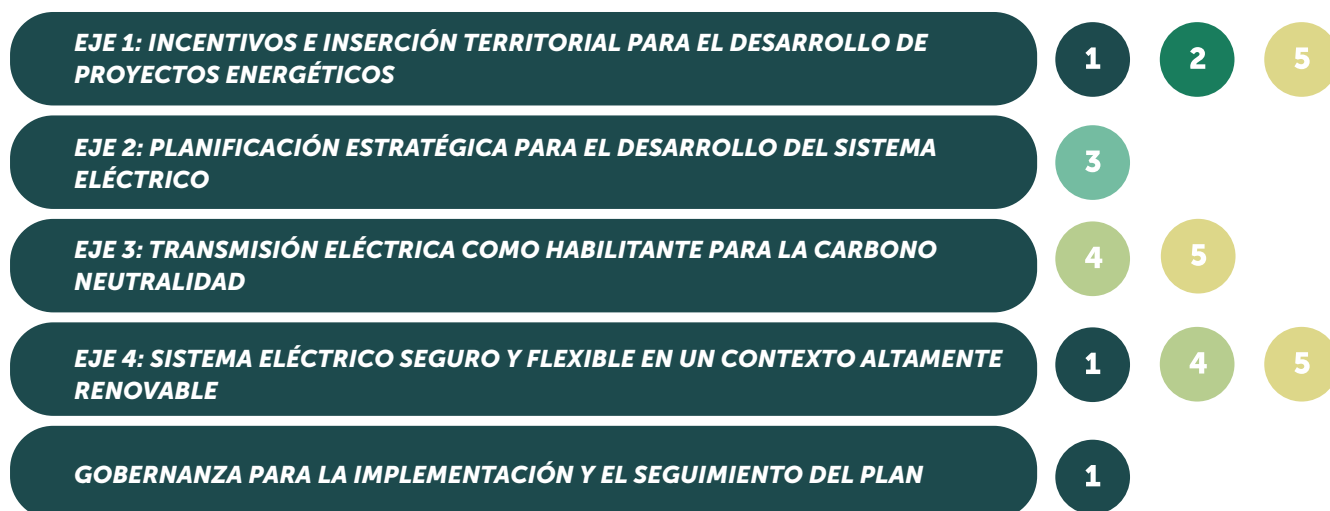 EJE 1: INCENTIVOS E INSERCIÓN TERRITORIAL PARA EL DESARROLLO DE
PROYECTOS ENERGÉTICOS
1 2 5
EJE 2: PLANIFICACIÓN ESTRATÉGICA PARA EL DESARROLLO DEL SISTEMA
ELÉCTRICO
3
EJE 3: TRANSMISIÓN ELÉCTRICA COMO HABILITANTE PARA LA CARBONO
NEUTRALIDAD
4 5
EJE 4: SISTEMA ELÉCTRICO SEGURO Y FLEXIBLE EN UN CONTEXTO ALTAMENTE
RENOVABLE
1 4 5
GOBERNANZA PARA LA IMPLEMENTACIÓN Y EL SEGUIMIENTO DEL PLAN
1